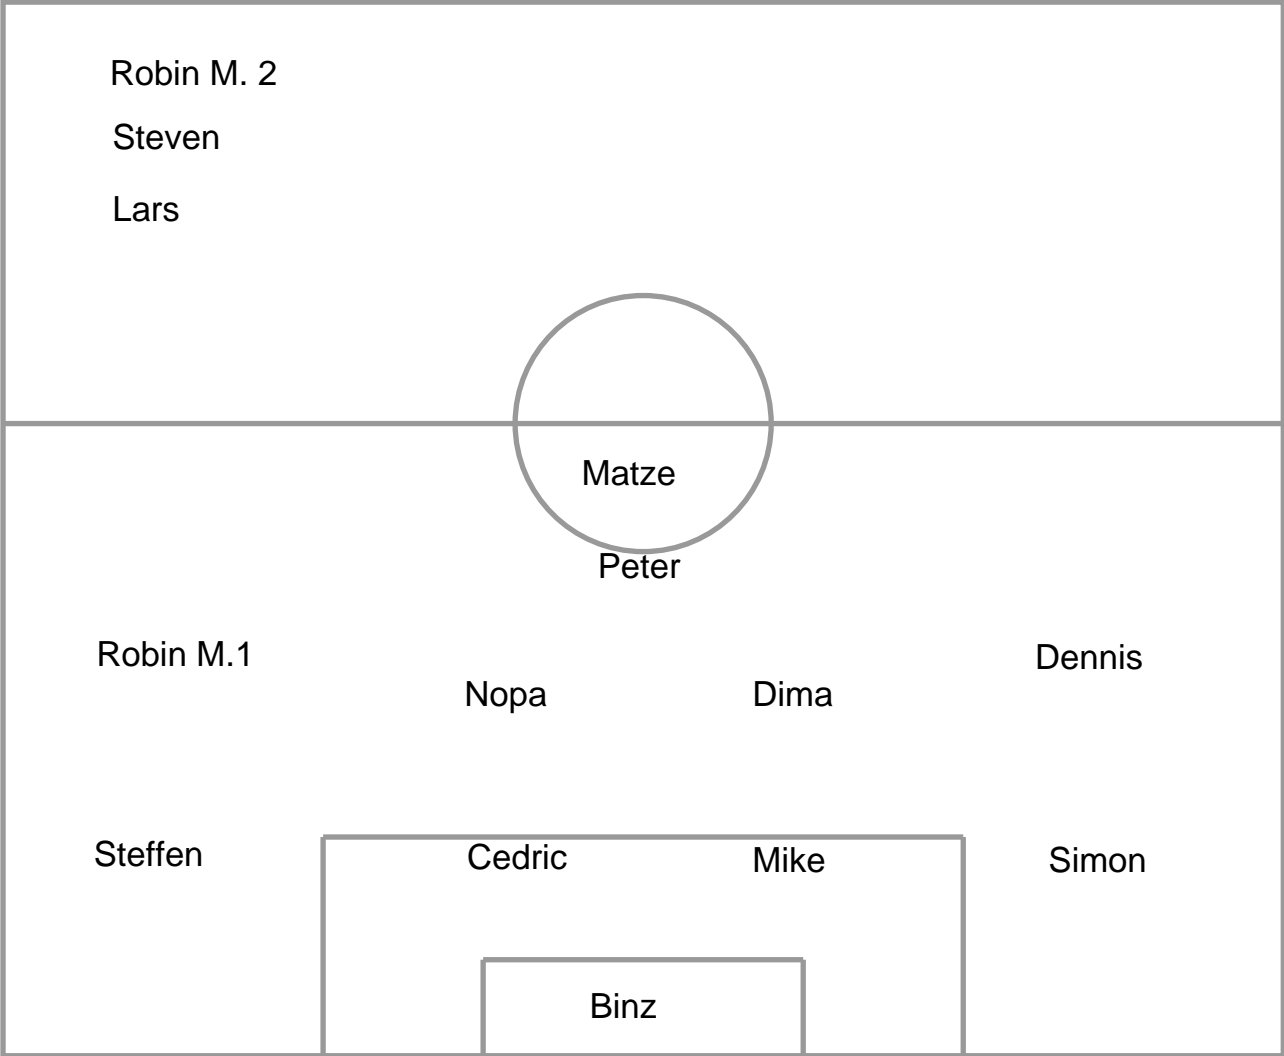 Robin M. 2
Steven
Lars
Matze
Peter
Robin M.1
Dennis
Nopa
Dima
Steffen
Cedric
Mike
Simon
Binz